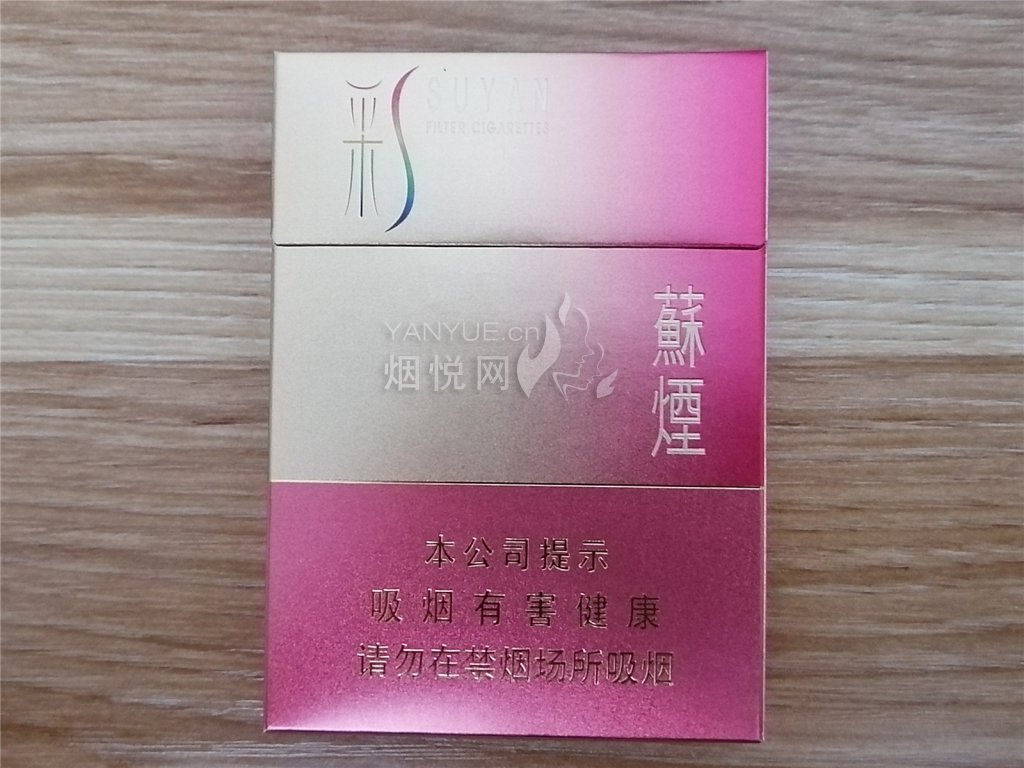 彩
SUYAN
FILTER CIGARETTES
YANYUE.cn
烟悦网
蘇煙
本公司提示
吸烟有害健康
请勿在禁烟场所吸烟